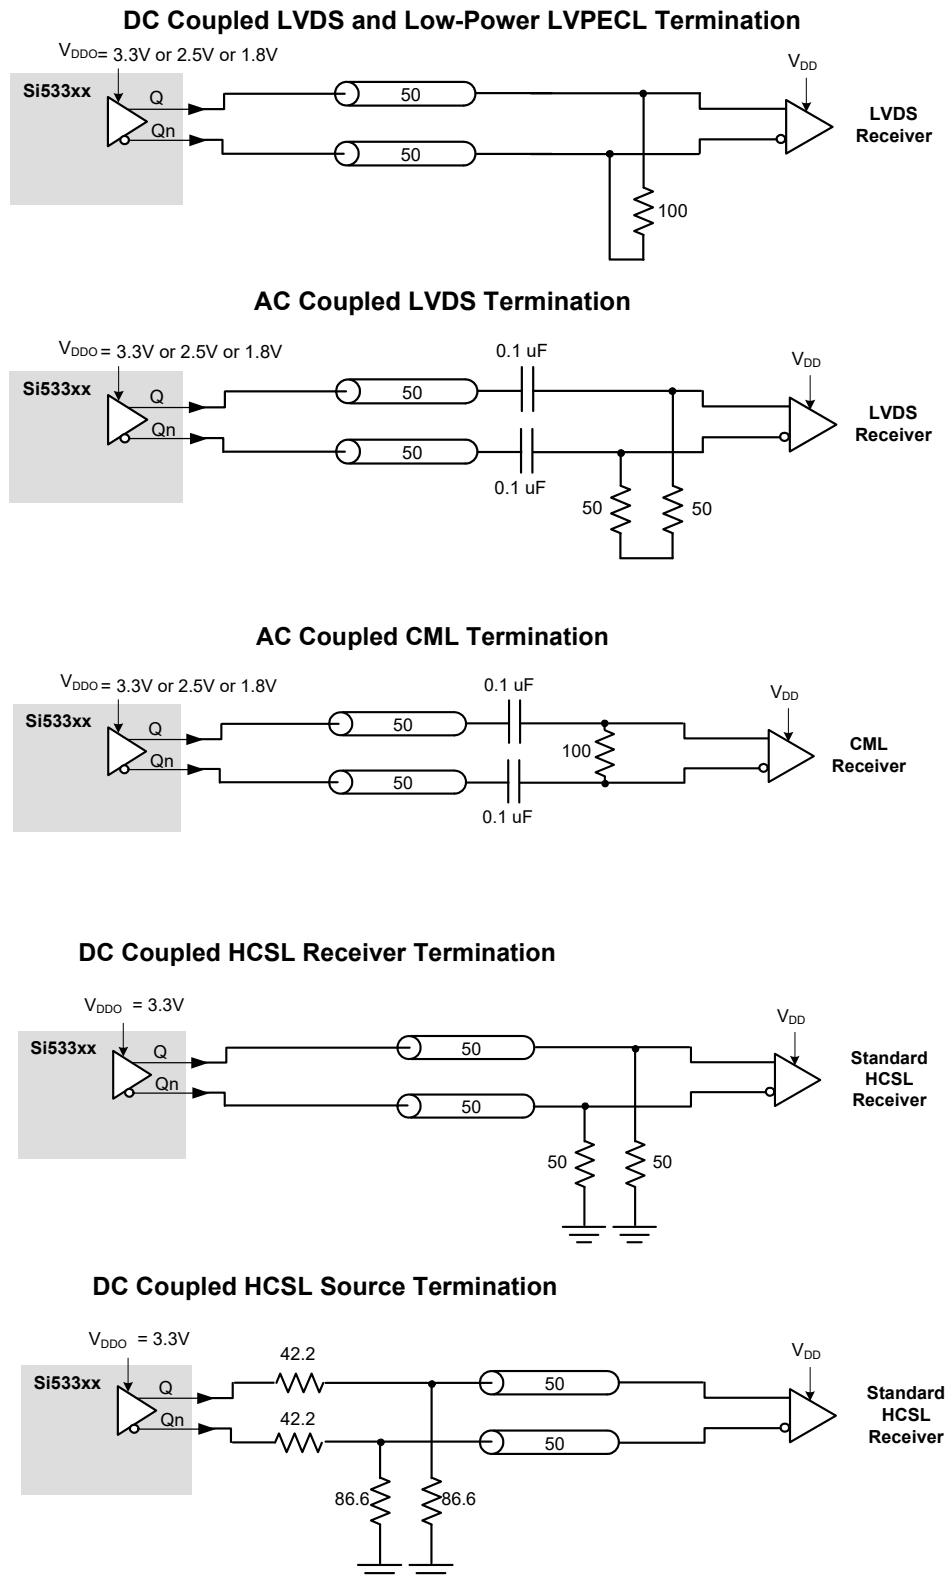 DC Coupled LVDS and Low-Power LVPECL Termination
VDDO= 3.3V or 2.5V or 1.8V
VDD
Si533xx
Q
50
LVDS
Receiver
Qn
50
100
AC Coupled LVDS Termination
VDDO = 3.3V or 2.5V or 1.8V
0.1 uF
VDD
Si533xx
Q
50
LVDS
Receiver
Qn
50
0.1 uF
50
50
AC Coupled CML Termination
VDDO = 3.3V or 2.5V or 1.8V
0.1 uF
VDD
Si533xx
Q
50
100
CML
Receiver
Qn
50
0.1 uF
DC Coupled HCSL Receiver Termination
VDDO = 3.3V
VDD
Si533xx
Q
50
Standard
HCSL
Receiver
Qn
50
50
50
DC Coupled HCSL Source Termination
VDDO = 3.3V
42.2
VDD
Si533xx
Q
50
Standard
HCSL
Receiver
Qn
42.2
50
86.6
86.6